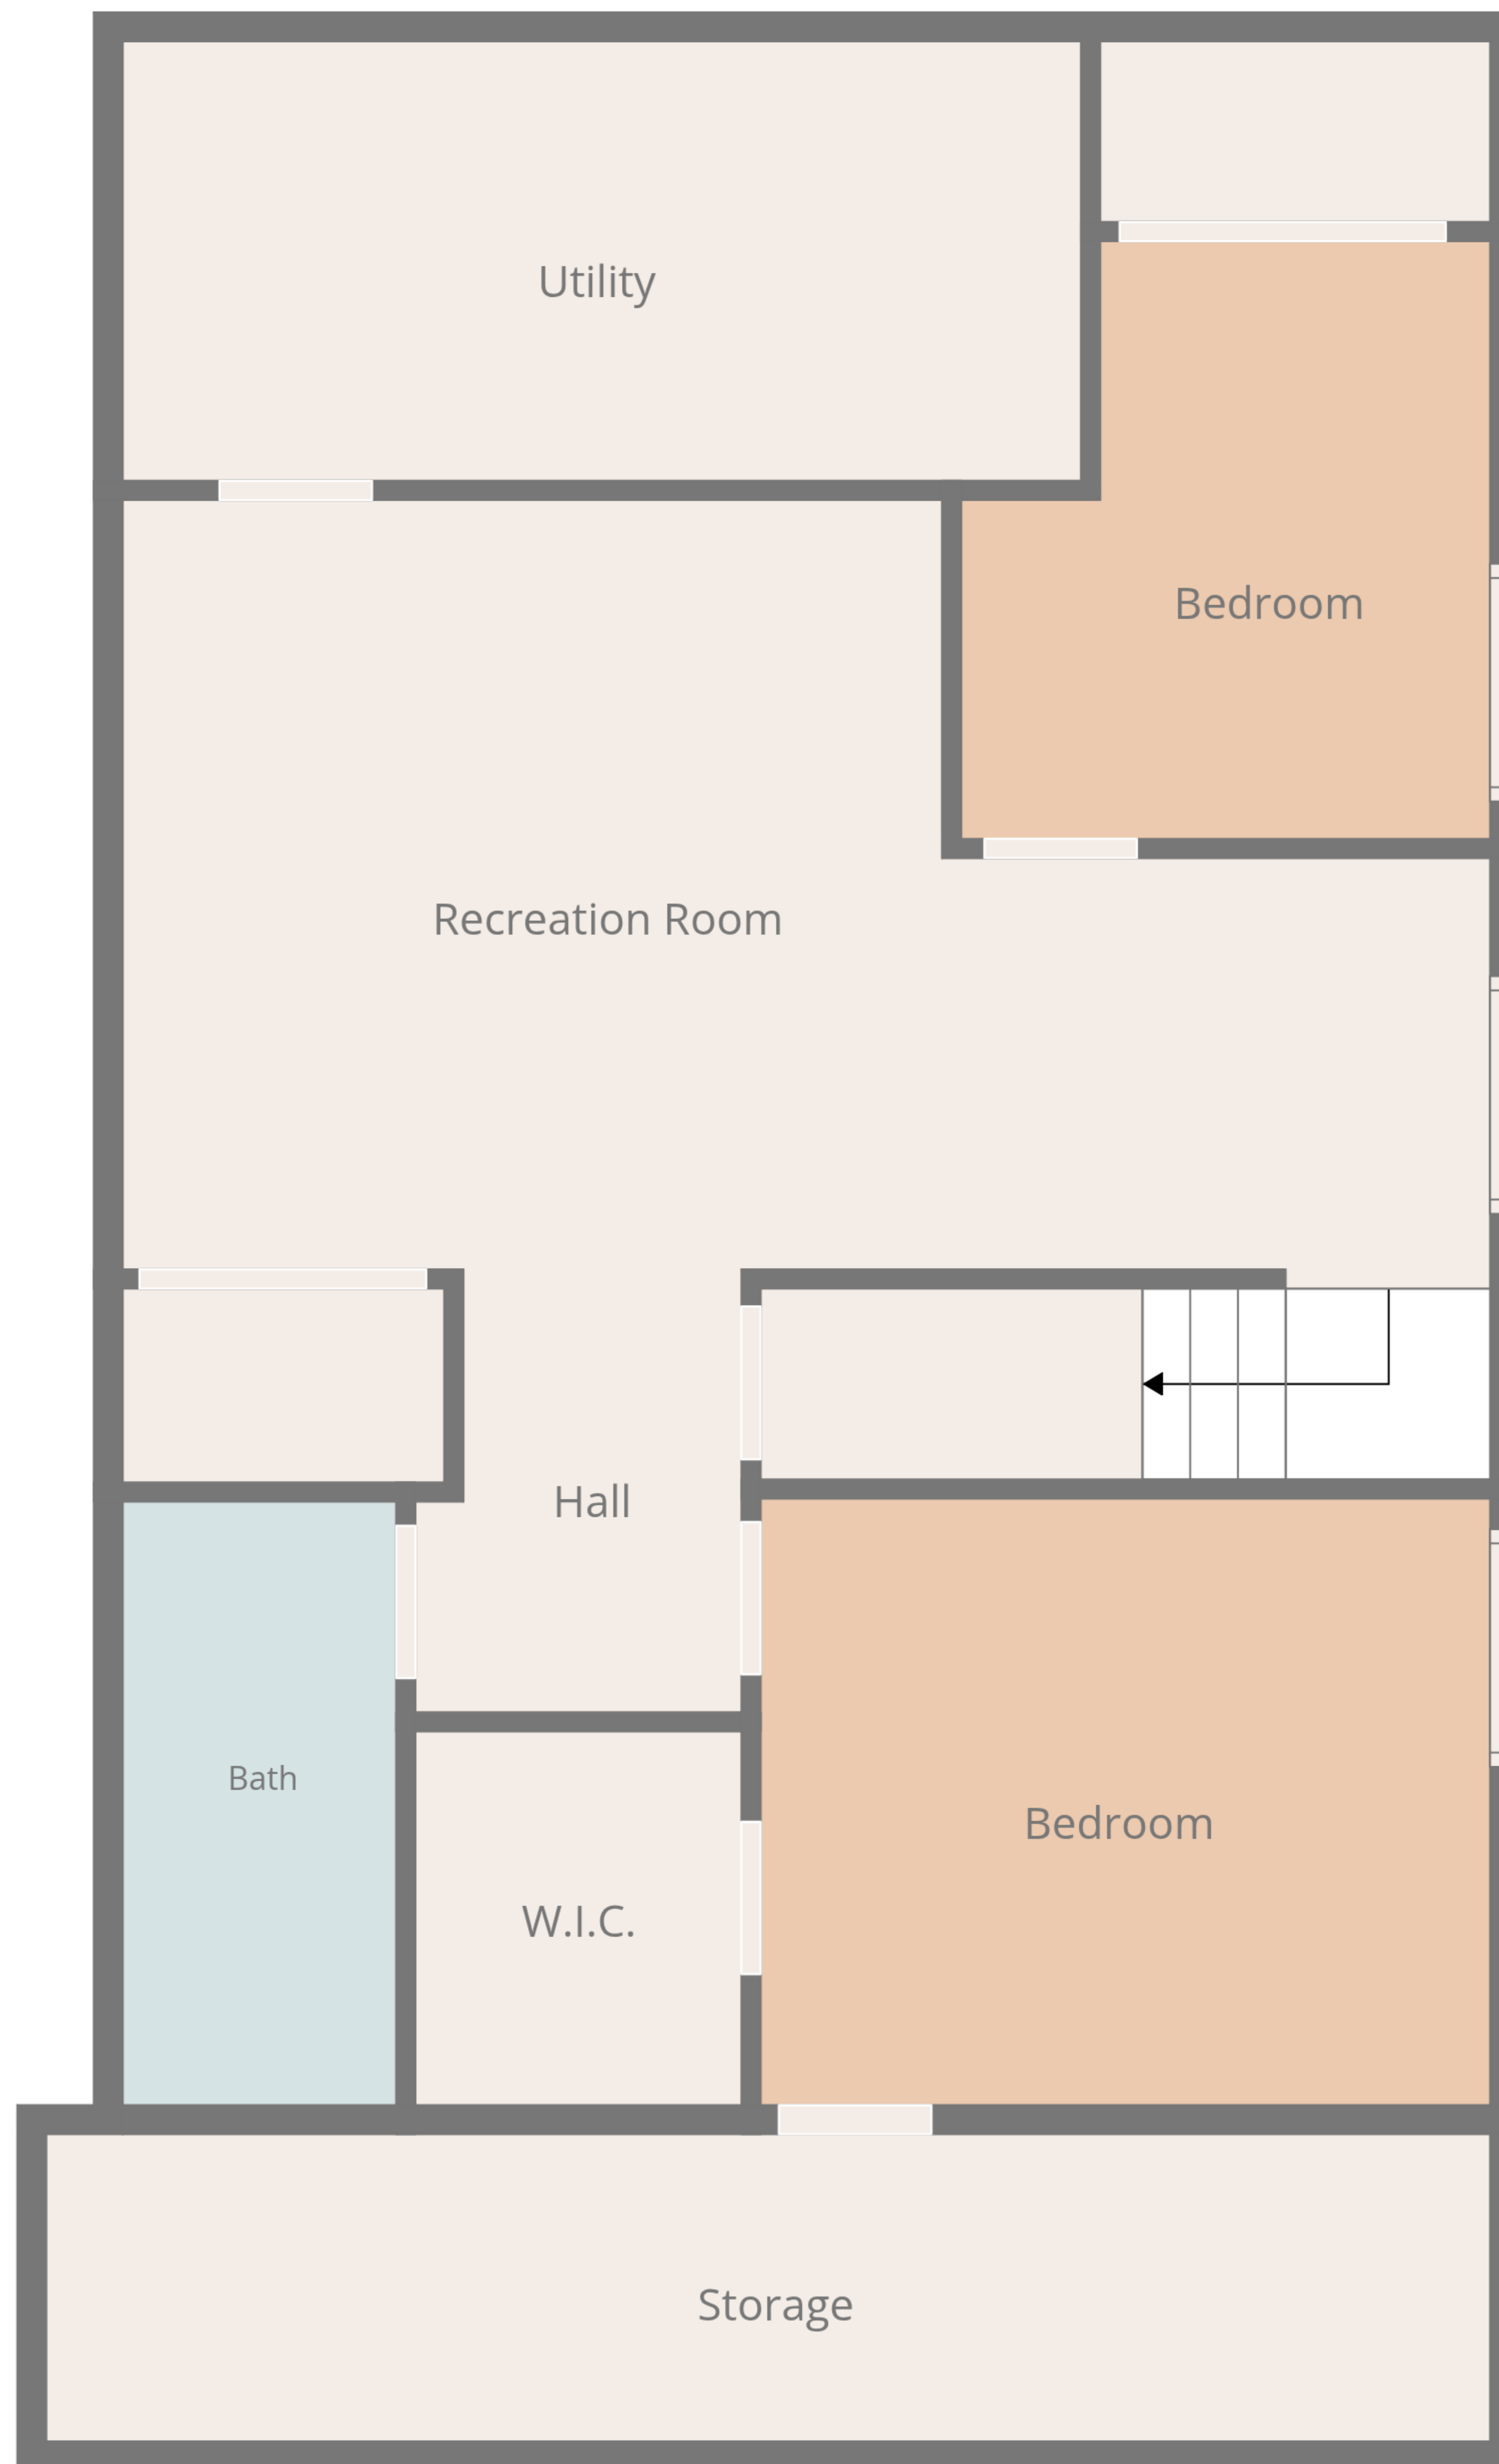 Utility
Bedroom
Recreation Room
Hall
Bath
Bedroom
W.I.C.
Storage